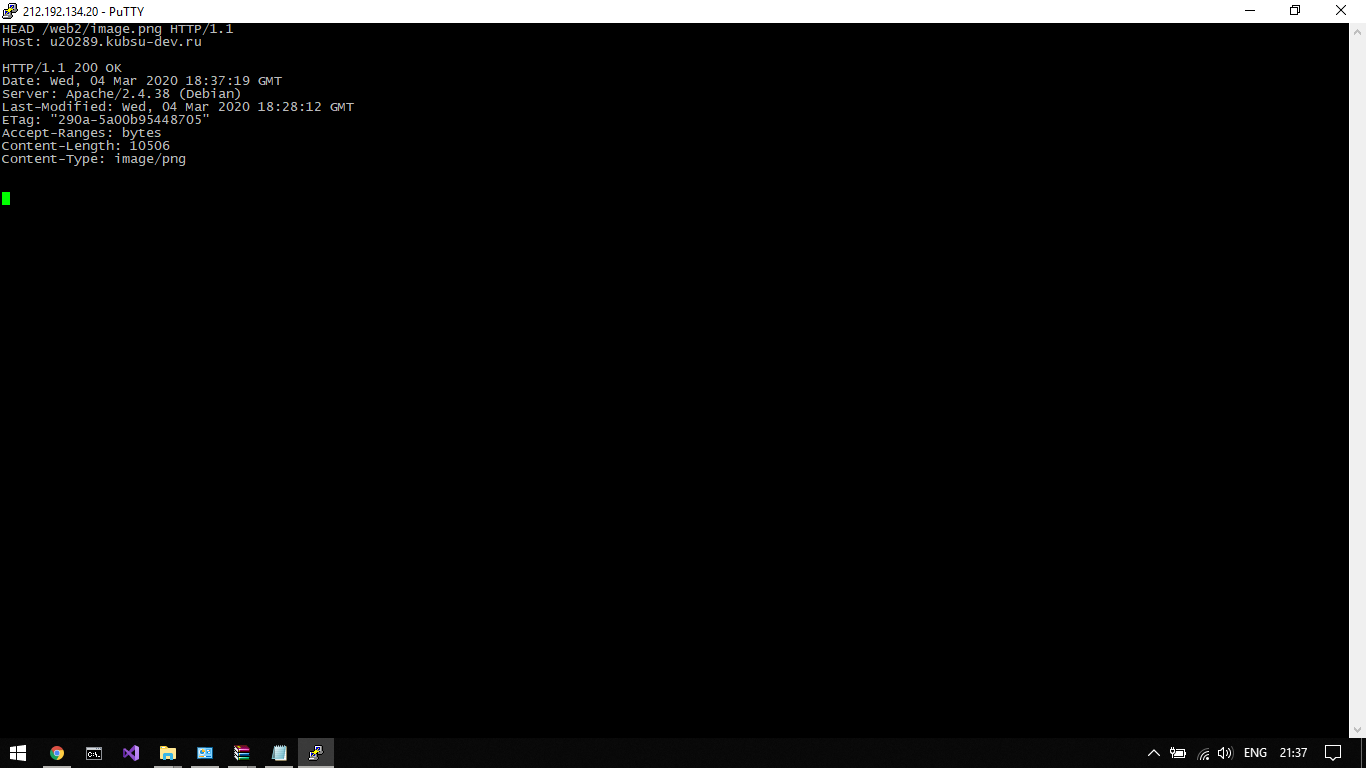 212.192.134.20 - PuTTY
HEAD /web2/image.png HTTP/1.1
Host: u20289.kubsu-dev.ru
HTTP/1.1 200 OK
Date: Wed, 04 Mar 2020 18:37:19 GMT
Server: Apache/2.4.38 (Debian)
Last-Modified: Wed, 04 Mar 2020 18:28:12 GMT
ETag: "290a-5a00b95448705"
Accept-Ranges: bytes
Content-Length: 10506
Content-Type: image/png
ENG 21:37